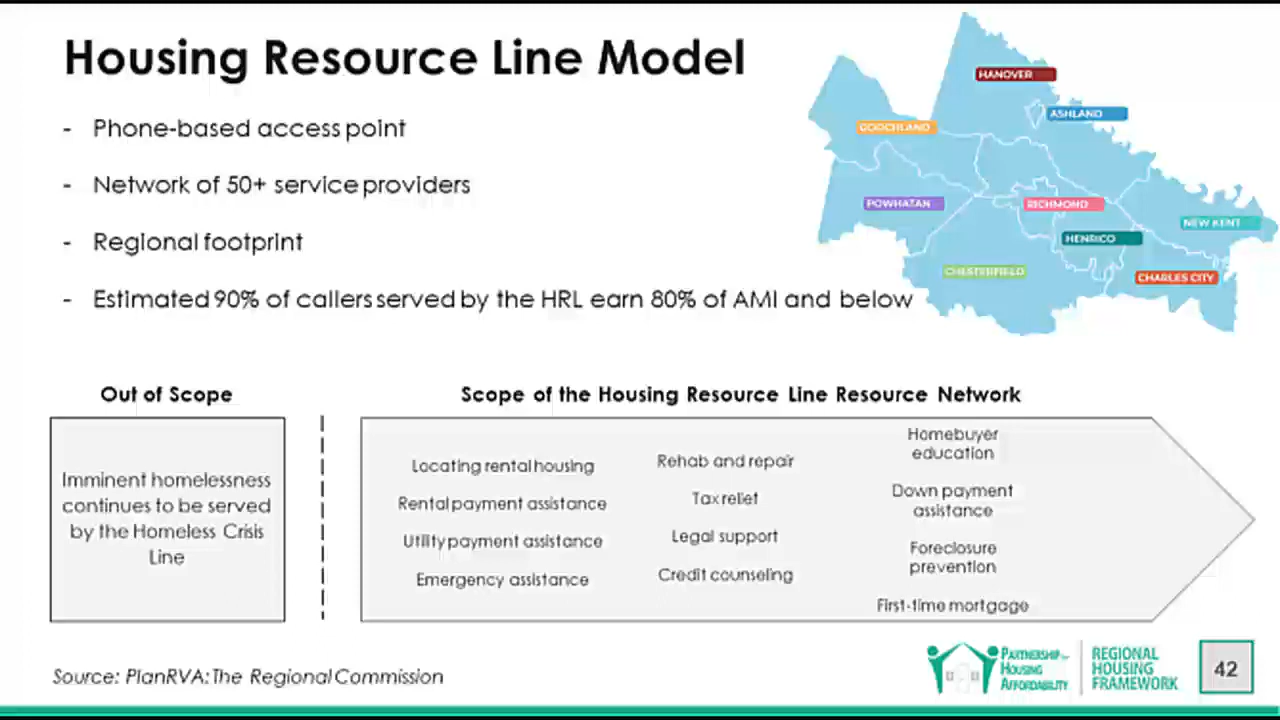 Housing Resource Line Model
- Phone-based access point
- Network of 50+ service providers
- Regional footprint
- Estimated 90% of callers served by the HRL earn 80% of AMI and below
HANOVER
ASHLAND
GOOCHLAND
POWHATAN
RICHMOND
NEW KENT
HENRICO
CHESTERFIELD
CHARLES CITY
Out of Scope
Imminent homelessness
continues to be served
by the Homeless Crisis
Line
Scope of the Housing Resource Line Resource Network
Locating rental housing
Rental payment assistance
Utility payment assistance
Emergency assistance
Rehab and repair
Tax relief
Legal support
Credit counseling
Homebuyer
education
Down payment
assistance
Foreclosure
prevention
First-time mortgage
Source: PlanRVA: The Regional Commission
PARTNERSHIP for
HOUSING
AFFORDABILITY
REGIONAL
HOUSING
FRAMEWORK
42